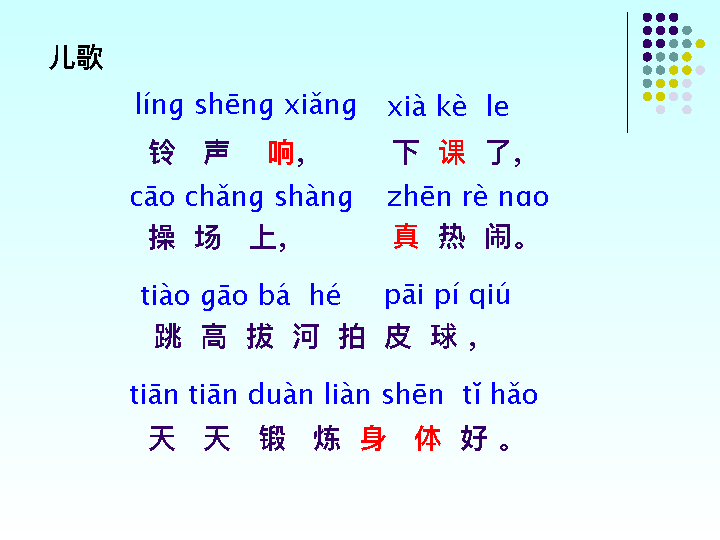 儿歌
líng shēng xiǎng xià kè le
铃 声 响, 下 课 了,
cāo chǎng shàng zhēn rè nɑo
操 场 上, 真 热 闹。
tiào gāo bá hé pāi pí qiú
跳 高 拔 河 拍 皮 球 ,
tiān tiān duàn liàn shēn tǐ hǎo
天 天 锻 炼 身 体 好 。